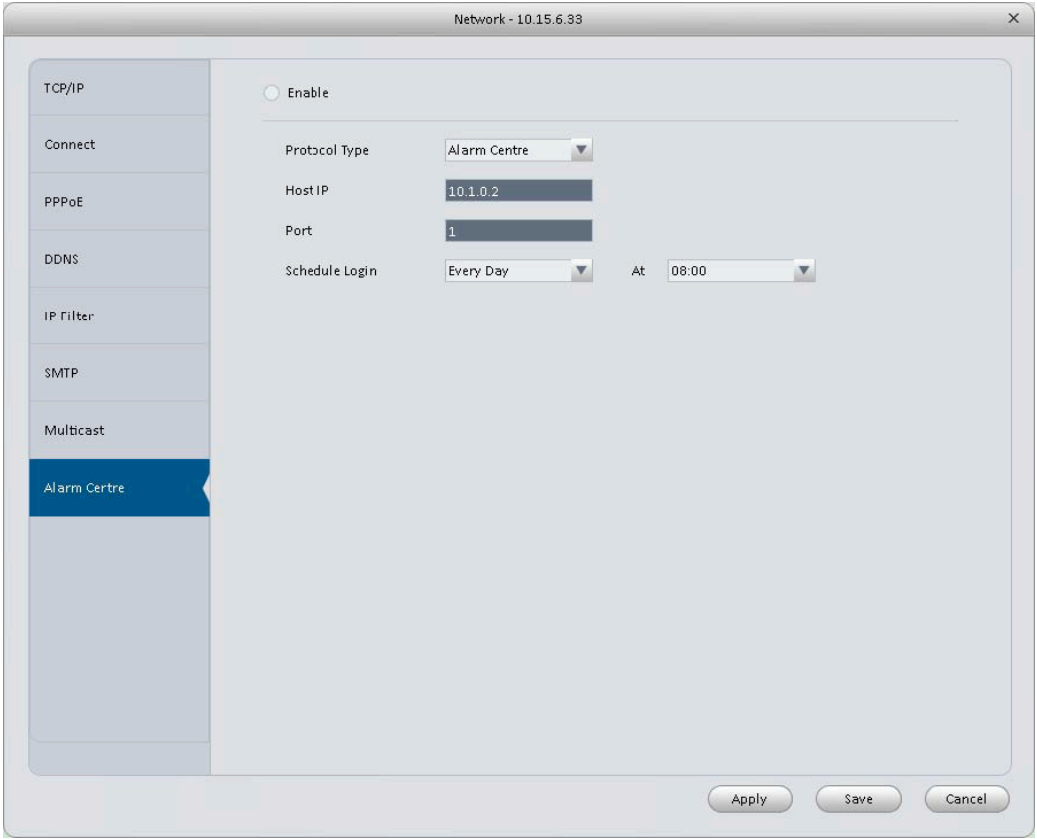 Network - 10.15.6.33
TCP/IP
Connect
PPPoE
DDNS
IP Filter
SMTP
Multicast
Alarm Certre
Enable
Protocol Type Alarm Centre
Host IP 10.1.0.2
Port 1
Schedule Login Every Day At 08:00
Apply Save Cancel